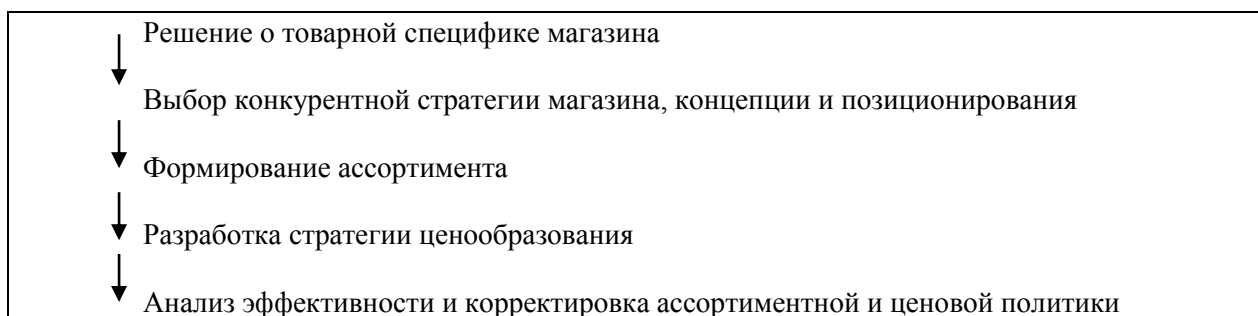 Решение о товарной специфике магазина
Выбор конкурентной стратегии магазина, концепции и позиционирования
Формирование ассортимента
Разработка стратегии ценообразования
Анализ эффективности и корректировка ассортиментной и ценовой политики